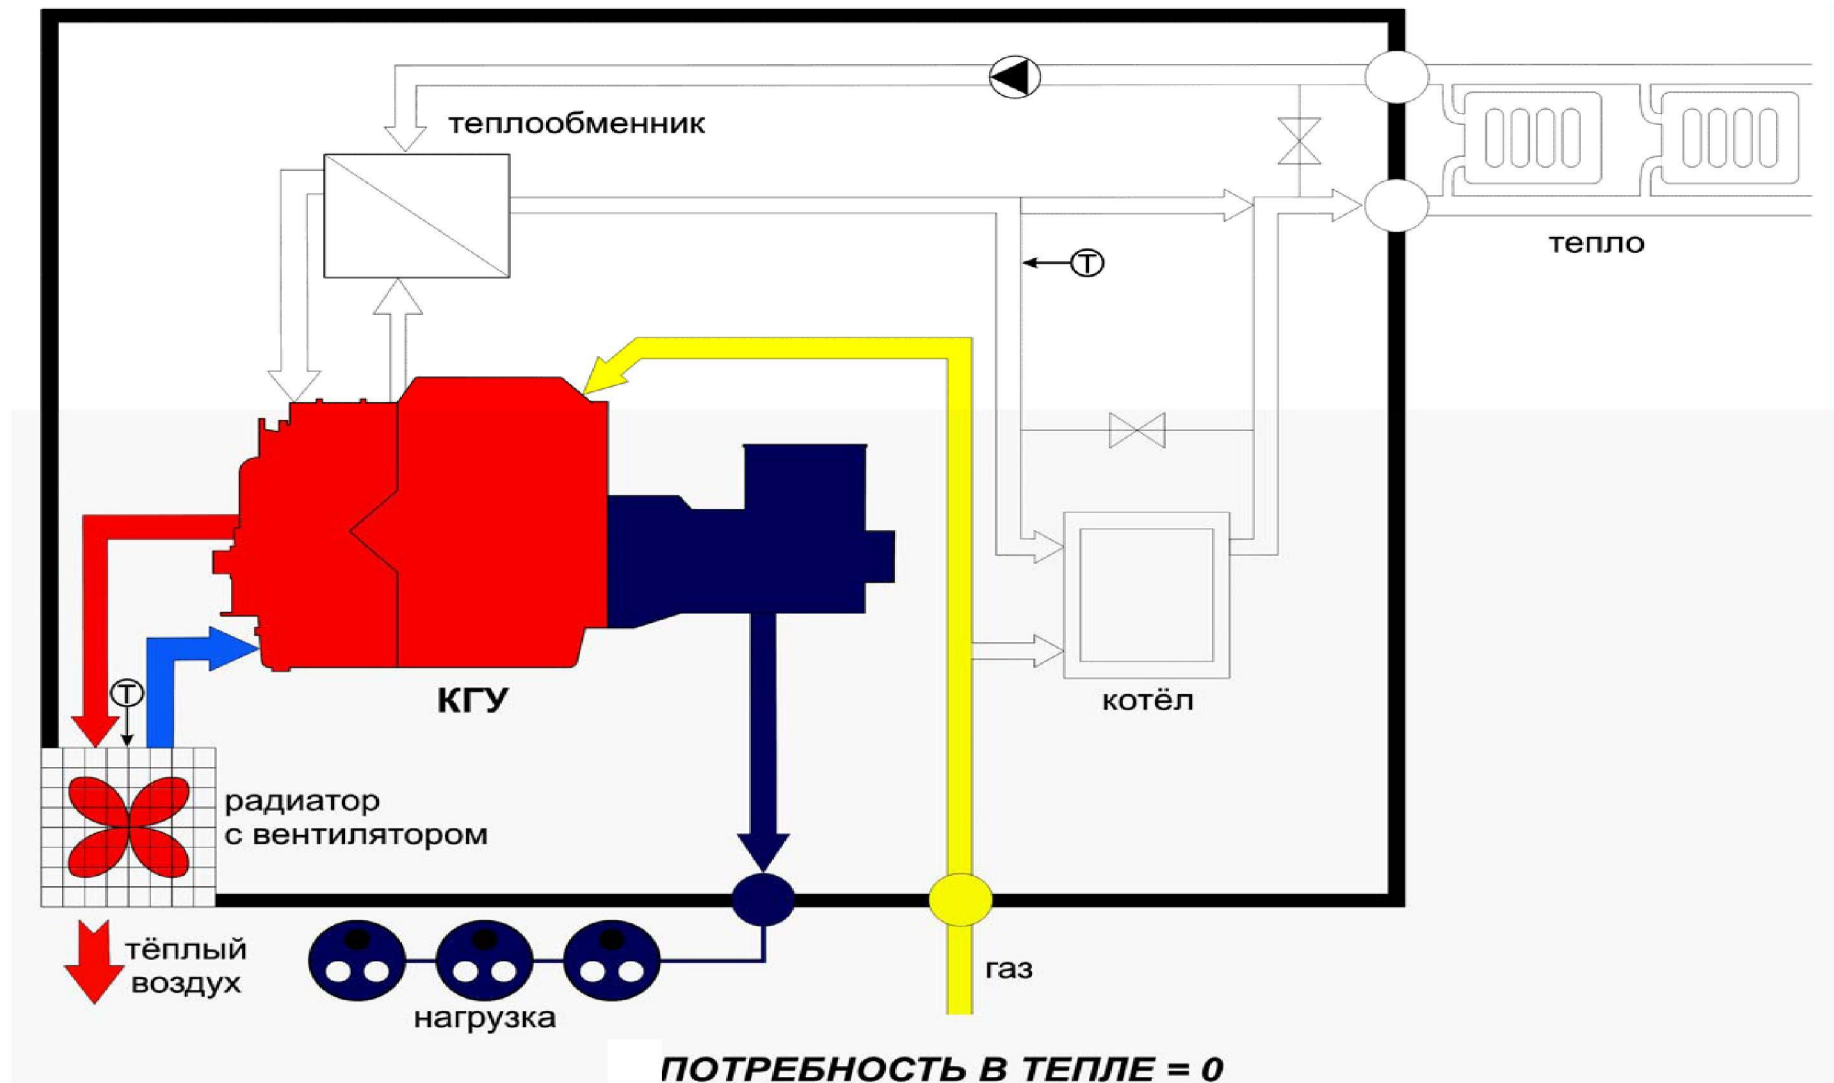 теплообменник
тепло
T
КГУ
котёл
T
радиатор
с вентилятором
тёплый
воздух
газ
нагрузка
ПОТРЕБНОСТЬ В ТЕПЛЕ = 0